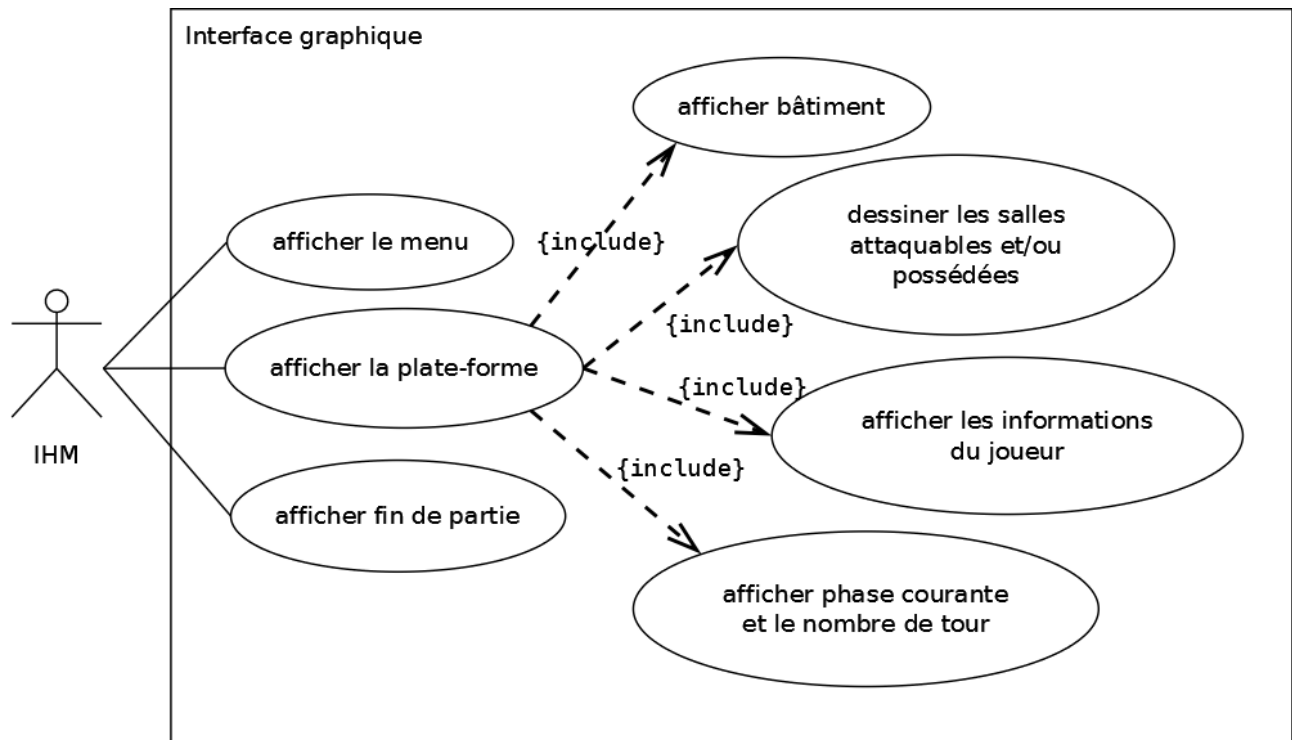 Interface graphique
afficher bâtiment
dessiner les salles
attaquables et/ou
possédées
{include}
afficher le menu
{include}
afficher la plate-forme
{include}
afficher les informations
du joueur
IHM
{include}
afficher fin de partie
afficher phase courante
et le nombre de tour